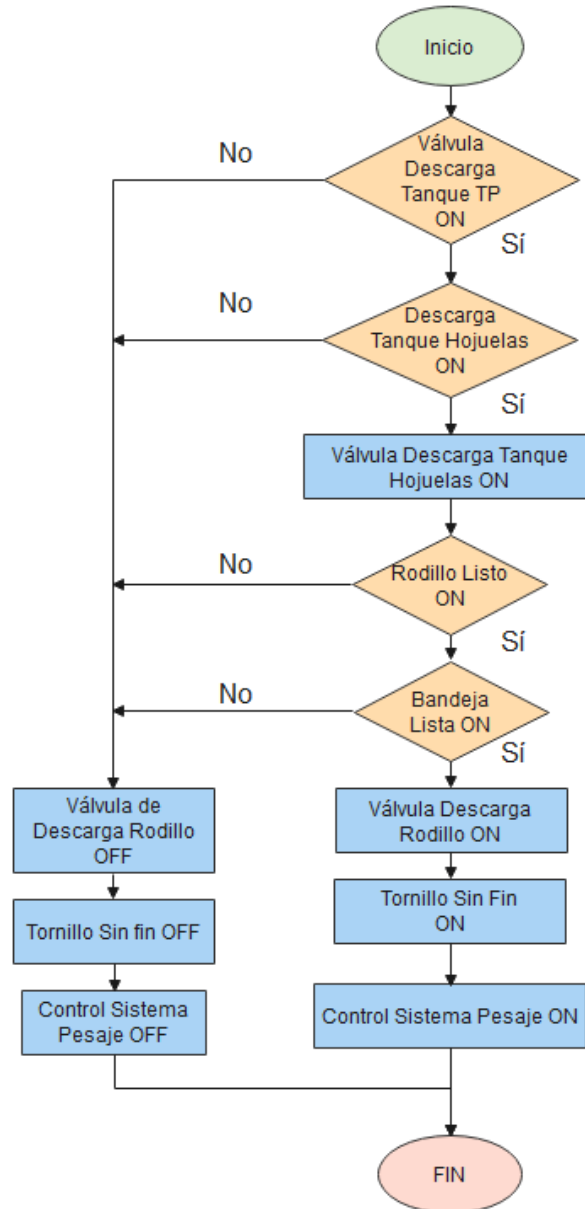 Inicio
Válvula
Descarga
Tanque TP
ON
No
Sí
Descarga
Tanque Hojuelas
ON
No
Sí
Válvula Descarga Tanque
Hojuelas ON
Rodillo Listo
ON
No
Sí
Bandeja
Lista ON
No
Sí
Válvula de
Descarga Rodillo
OFF
Válvula Descarga
Rodillo ON
Tornillo Sin fin OFF
Tornillo Sin Fin
ON
Control Sistema
Pesaje OFF
Control Sistema Pesaje ON
FIN